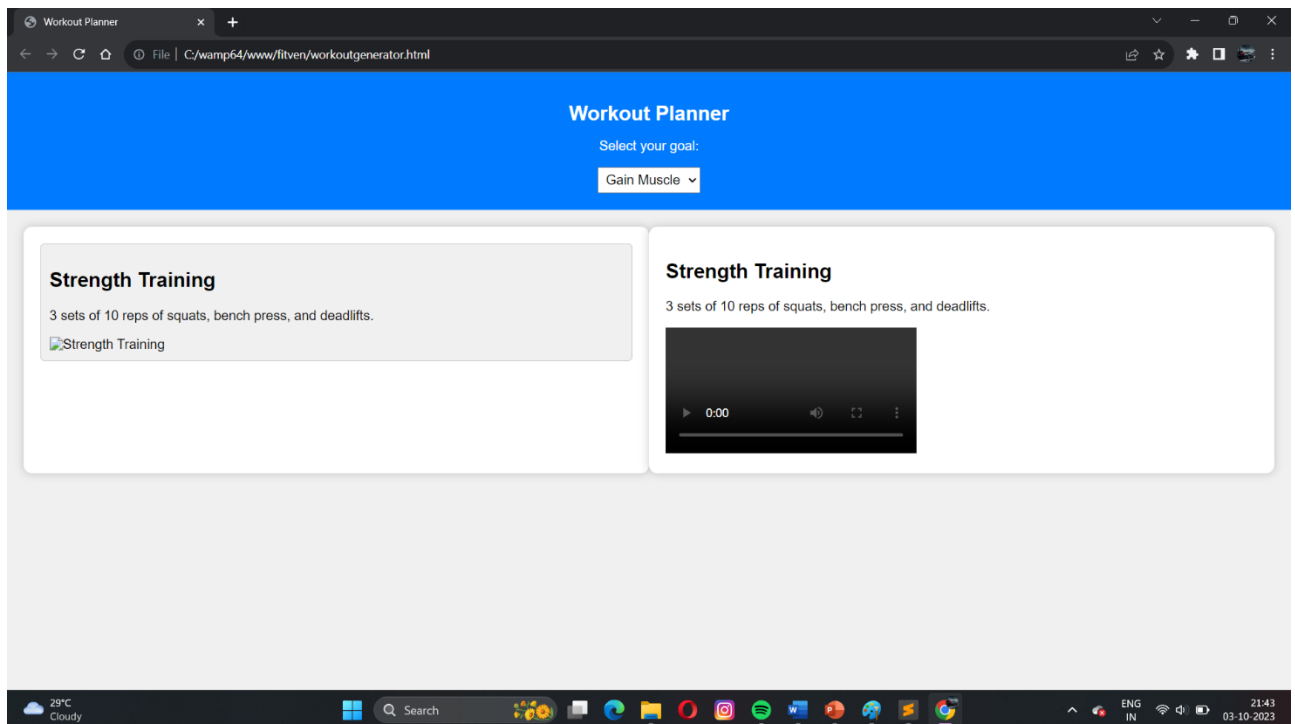 Workout Planner
File | C:/wamp64/www/fitven/workoutgenerator.html
Workout Planner
Select your goal:
Gain Muscle
Strength Training
3 sets of 10 reps of squats, bench press, and deadlifts.
Strength Training
Strength Training
3 sets of 10 reps of squats, bench press, and deadlifts.
0:00
29°C
Cloudy
Search
ENG
IN
21:43
03-10-2023